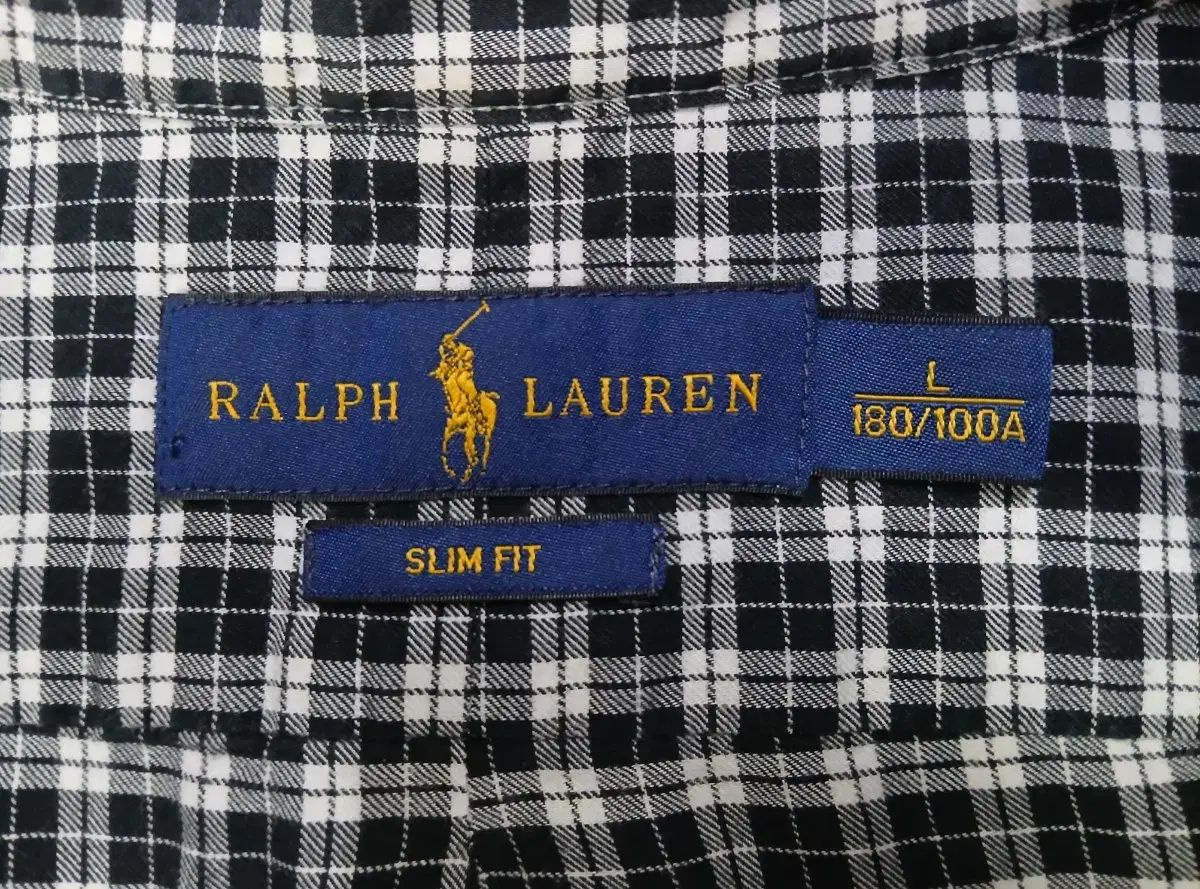 RALPH LAUREN
L
180/100A
SLIM FIT